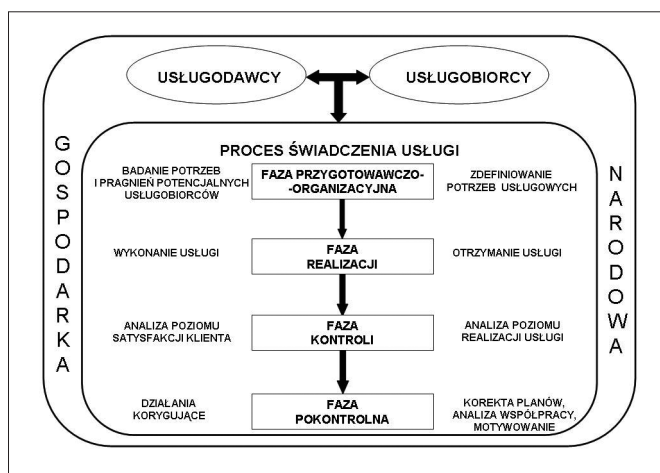 USŁUGODAWCY
USŁUGOBIORCY
GOSPODARKA
NARODOWA
PROCES ŚWIADCZENIA USŁUGI
BADANIE POTRZEB
I PRAGNIEŃ POTENCJALNYCH
USŁUGOBIORCÓW
FAZA PRZYGOTOWAWCZO-
-ORGANIZACYJNA
ZDEFINIOWANIE
POTRZEB USŁUGOWYCH
WYKONANIE USŁUGI
FAZA
REALIZACJI
OTRZYMANIE USŁUGI
ANALIZA POZIOMU
SATYSFAKCJI KLIENTA
FAZA
KONTROLI
ANALIZA POZIOMU
REALIZACJI USŁUGI
DZIAŁANIA
KORYGUJĄCE
FAZA
POKONTROLNA
KOREKTA PLANÓW,
ANALIZA WSPÓŁPRACY,
MOTYWOWANIE